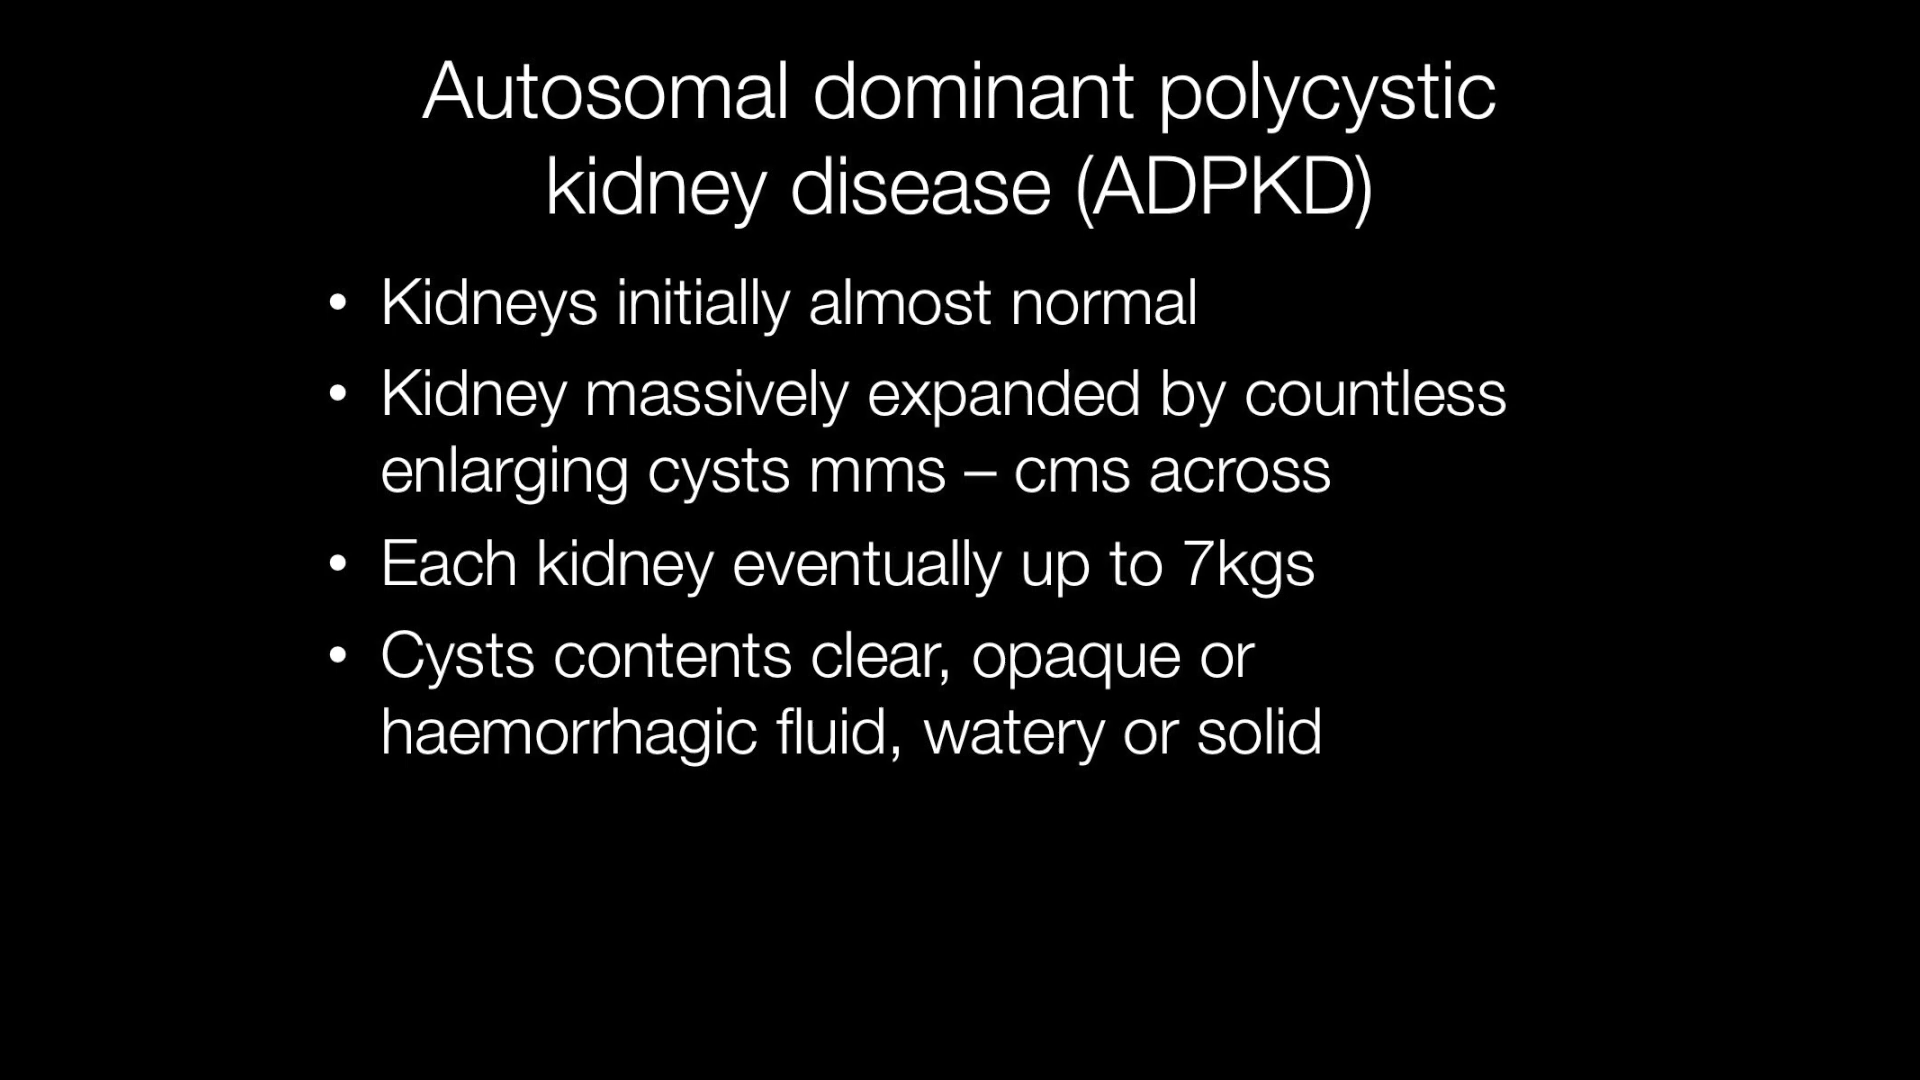 Autosomal dominant polycystic
kidney disease (ADPKD)
• Kidneys initially almost normal
• Kidney massively expanded by countless
enlarging cysts mms – cms across
• Each kidney eventually up to 7kgs
• Cysts contents clear, opaque or
haemorrhagic fluid, watery or solid